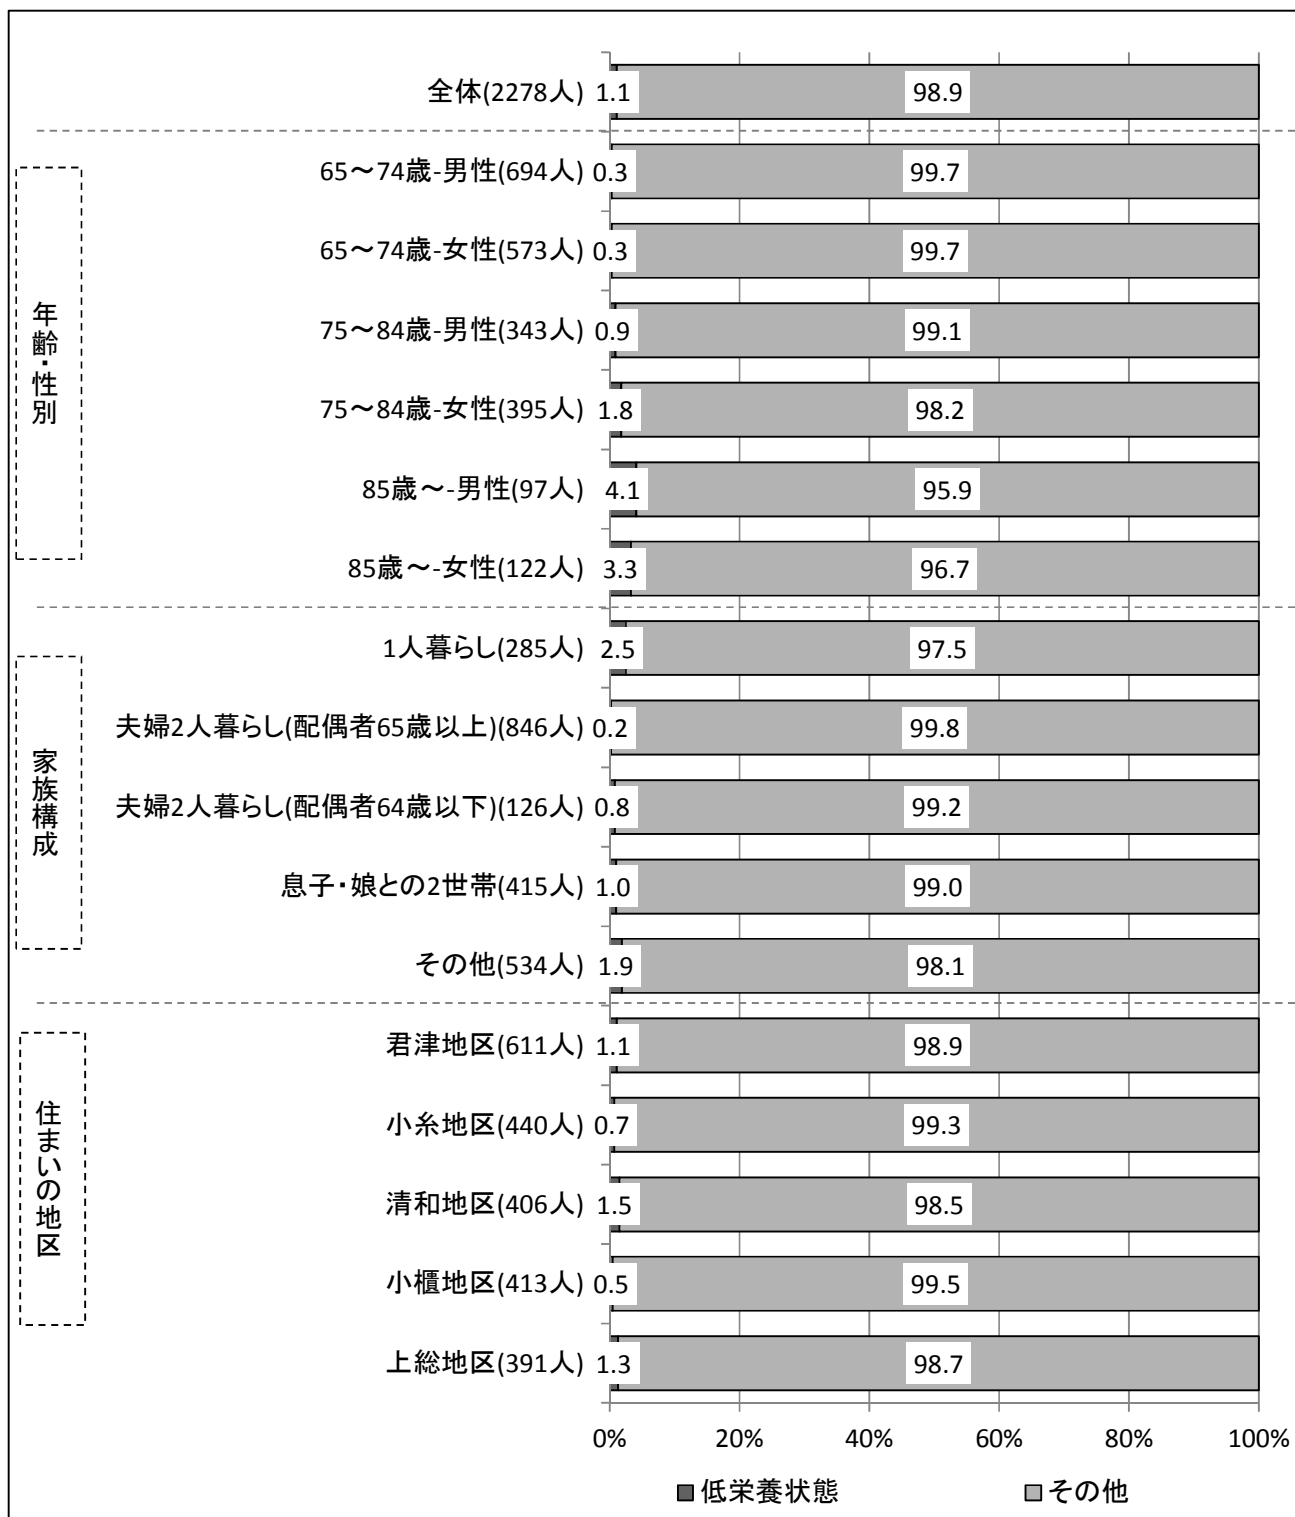 全体(2278人) 1.1 98.9
年齢・性別
65～74歳-男性(694人) 0.3 99.7
65～74歳-女性(573人) 0.3 99.7
75～84歳-男性(343人) 0.9 99.1
75～84歳-女性(395人) 1.8 98.2
85歳～-男性(97人) 4.1 95.9
85歳～-女性(122人) 3.3 96.7
家族構成
1人暮らし(285人) 2.5 97.5
夫婦2人暮らし(配偶者65歳以上)(846人) 0.2 99.8
夫婦2人暮らし(配偶者64歳以下)(126人) 0.8 99.2
息子・娘との2世帯(415人) 1.0 99.0
その他(534人) 1.9 98.1
住まいの地区
君津地区(611人) 1.1 98.9
小糸地区(440人) 0.7 99.3
清和地区(406人) 1.5 98.5
小櫃地区(413人) 0.5 99.5
上総地区(391人) 1.3 98.7
0% 20% 40% 60% 80% 100%
低栄養状態 その他